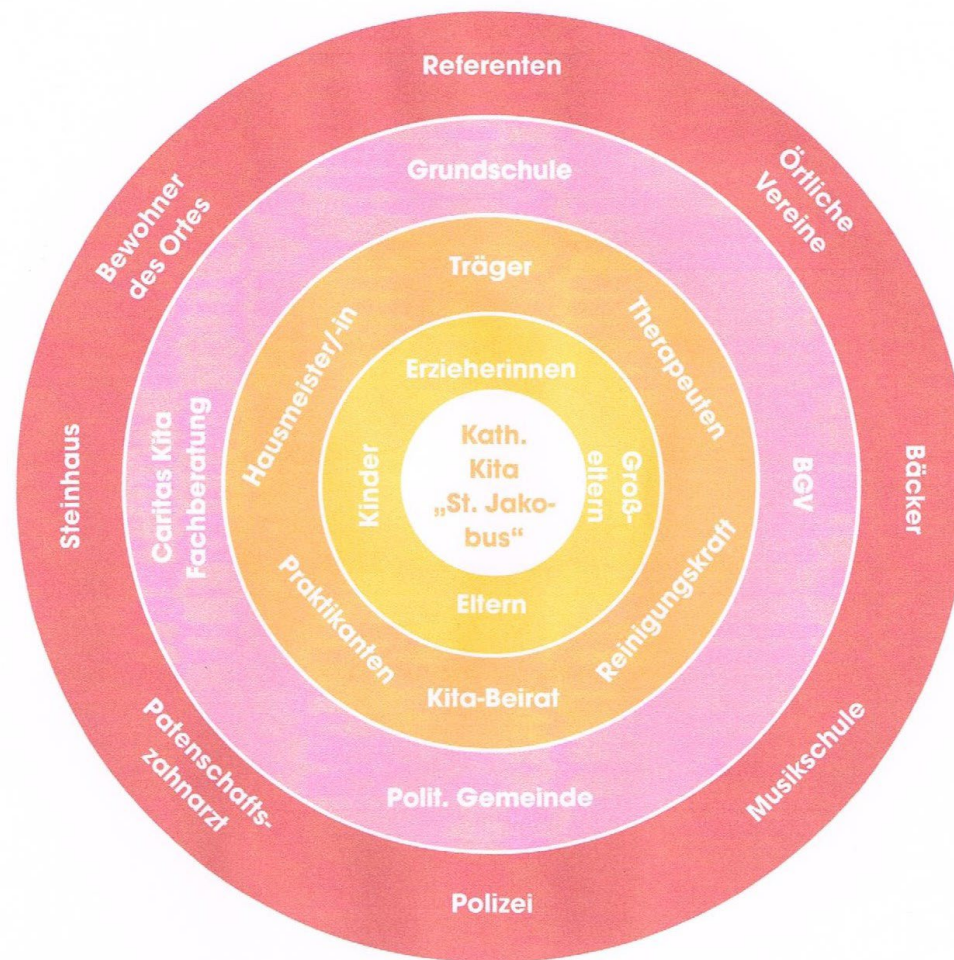 Referenten
Örtliche
Vereine
Bäcker
Musikschule
Polizei
Patenschafts-
zahnarzt
Steinhaus
Bewohner
des Ortes
Grundschule
BGV
Polit. Gemeinde
Caritas Kita
Fachberatung
Träger
Therapeuten
Reinigungskraft
Kita-Beirat
Praktikanten
Hausmeister/-in
Erzieherinnen
Groß-
eltern
Eltern
Kinder
Kath.
Kita
„St. Jako-
bus“